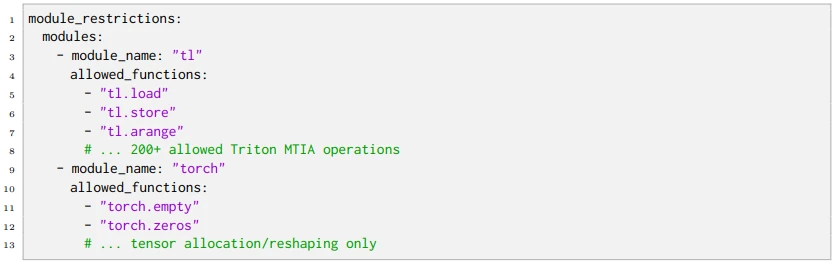 1 module_restrictions:
2   modules:
3     - module_name: "tl"
4       allowed_functions:
5         - "tl.load"
6         - "tl.store"
7         - "tl.arange"
8         # ... 200+ allowed Triton MTIA operations
9     - module_name: "torch"
10       allowed_functions:
11         - "torch.empty"
12         - "torch.zeros"
13         # ... tensor allocation/reshaping only